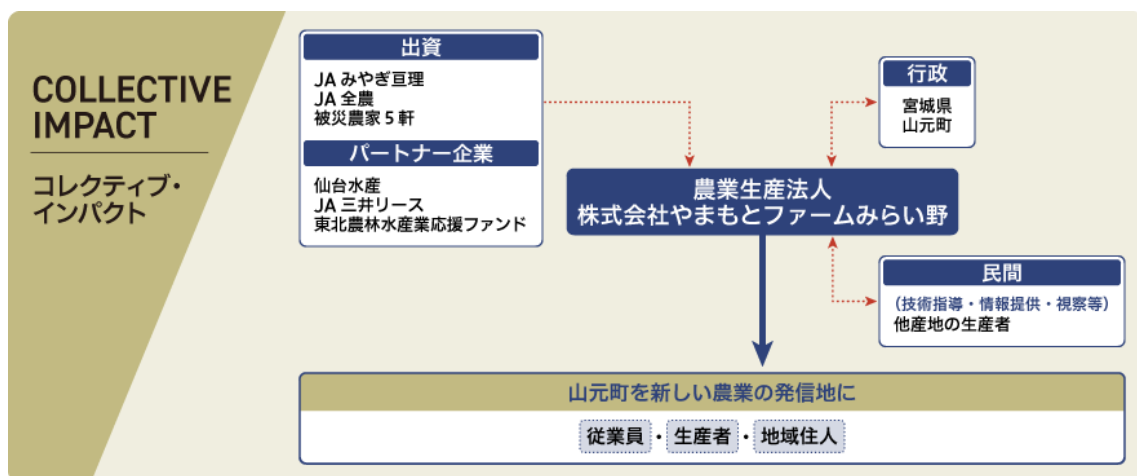 COLLECTIVE
IMPACT
コレクティブ・
インパクト
出資
JA みやぎ亘理
JA 全農
被災農家 5 軒
パートナー企業
仙台水産
JA 三井リース
東北農林水産業応援ファンド
行政
宮城県
山元町
農業生産法人
株式会社やまもとファームみらい野
民間
(技術指導・情報提供・視察等)
他産地の生産者
山元町を新しい農業の発信地に
従業員・生産者・地域住人